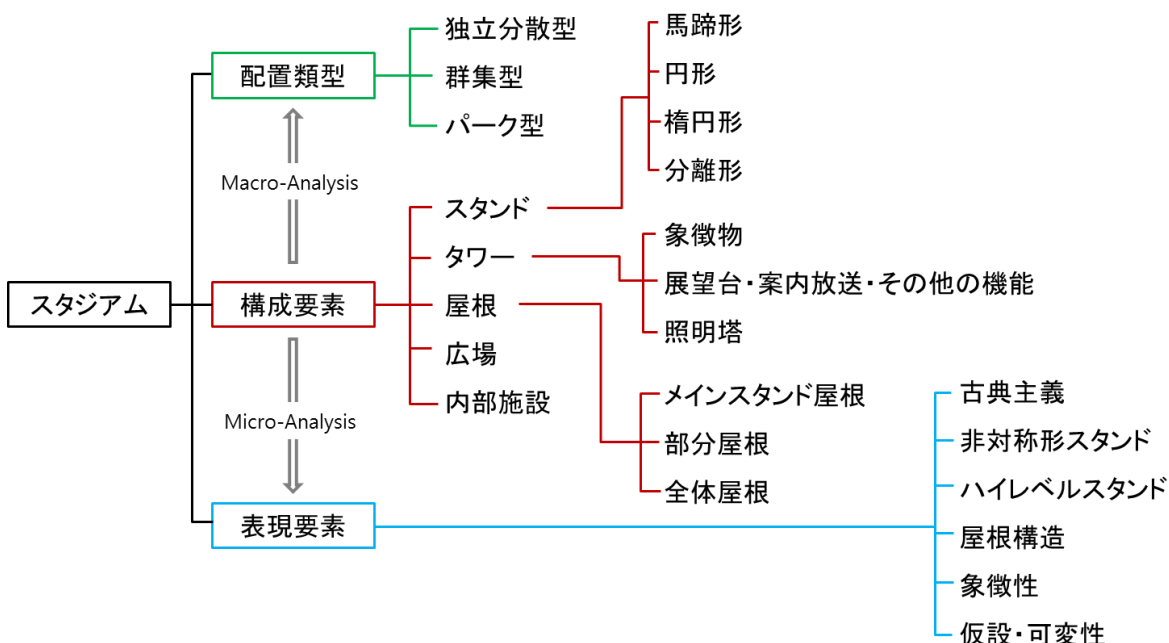 スタジアム
配置類型
独立分散型
群集型
パーク型
Macro-Analysis
構成要素
スタンド
馬蹄形
円形
楕円形
分離形
タワー
象徴物
展望台・案内放送・その他の機能
照明塔
屋根
メインスタンド屋根
部分屋根
全体屋根
広場
内部施設
Micro-Analysis
表現要素
古典主義
非対称形スタンド
ハイレベルスタンド
屋根構造
象徴性
仮設・可変性